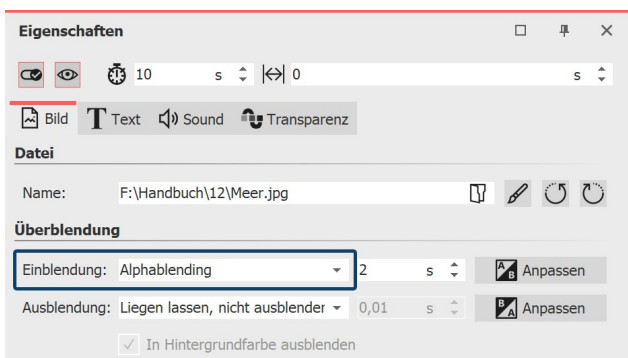 Eigenschaften
10 s 0 s
Bild Text Sound Transparenz
Datei
Name: F:\Handbuch\12\Meer.jpg
Überblendung
Einblendung: Alphablending 2 s A B Anpassen
Ausblendung: Liegen lassen, nicht ausblenden 0,01 s B A Anpassen
In Hintergrundfarbe ausblenden